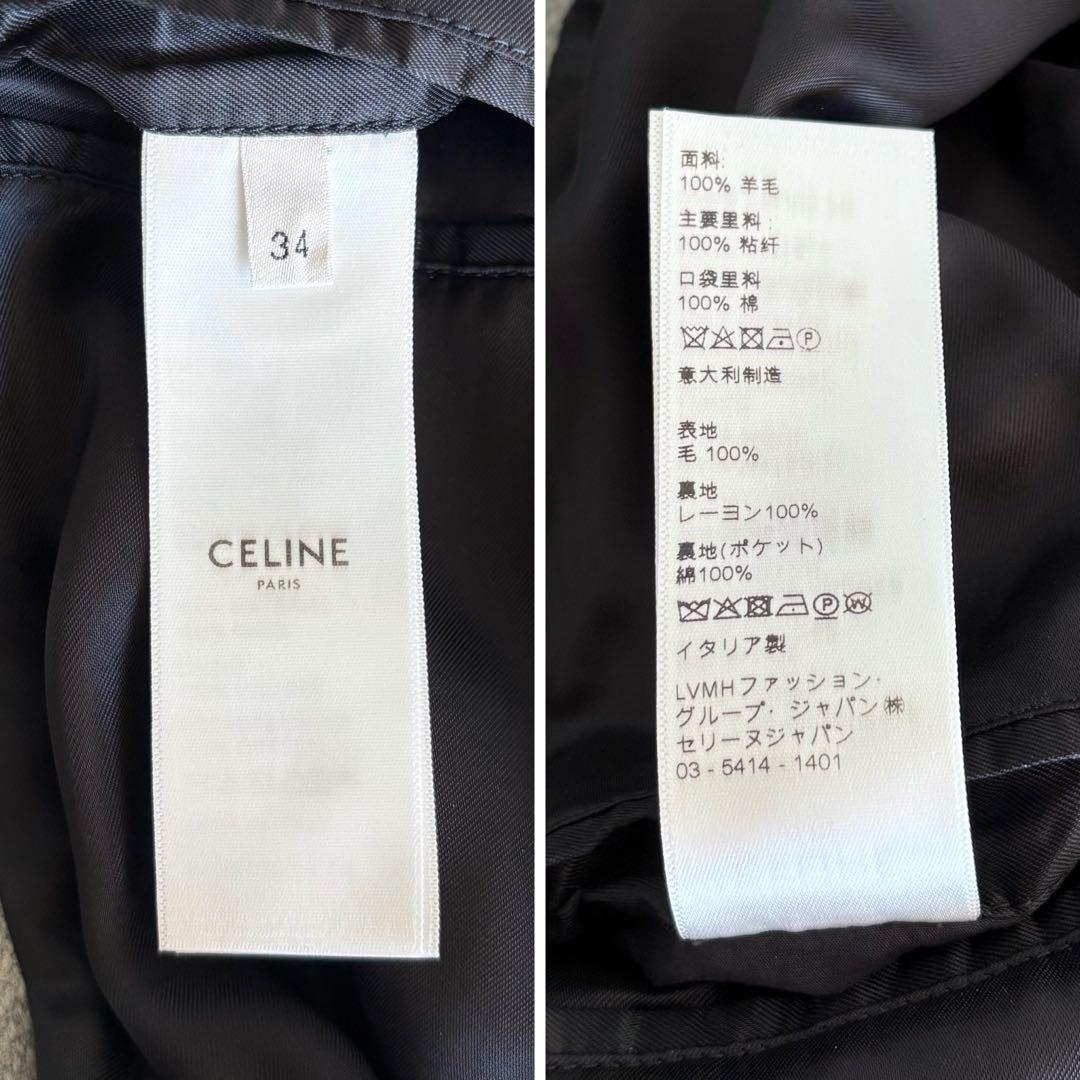 34
CELINE
PARIS
面料:
100% 羊毛
主要里料:
100% 粘纤
口袋里料
100% 棉
P
意大利制造
表地
毛 100%
裏地
レーヨン100%
裏地(ポケット)
綿100%
P W
イタリア製
LVMHファッション・
グループ・ジャパン㈱
セリーヌジャパン
03 - 5414 - 1401